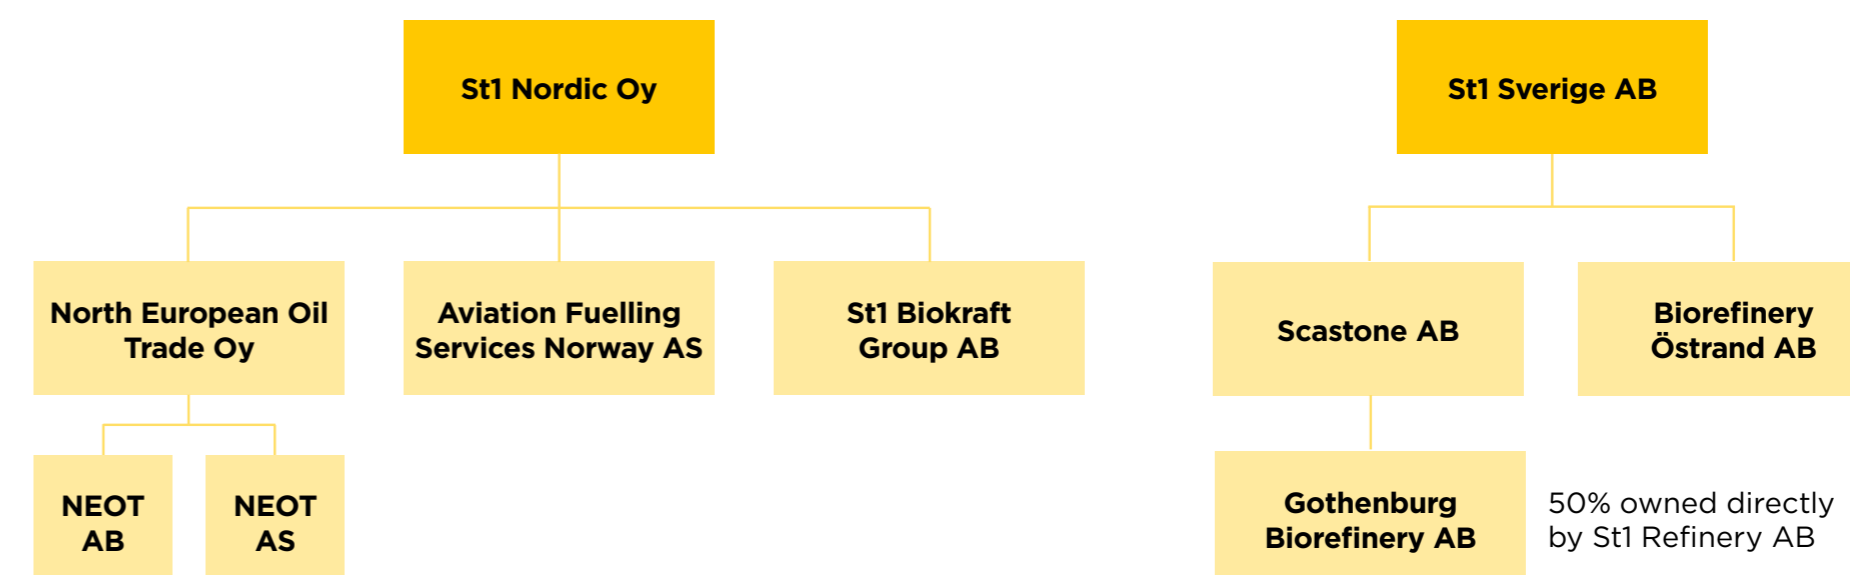 St1 Nordic Oy
St1 Sverige AB
North European Oil
Trade Oy
Aviation Fuelling
Services Norway AS
St1 Biokraft
Group AB
Scastone AB
Biorefinery
Östrand AB
NEOT
AB
NEOT
AS
Gothenburg
Biorefinery AB
50% owned directly
by St1 Refinery AB